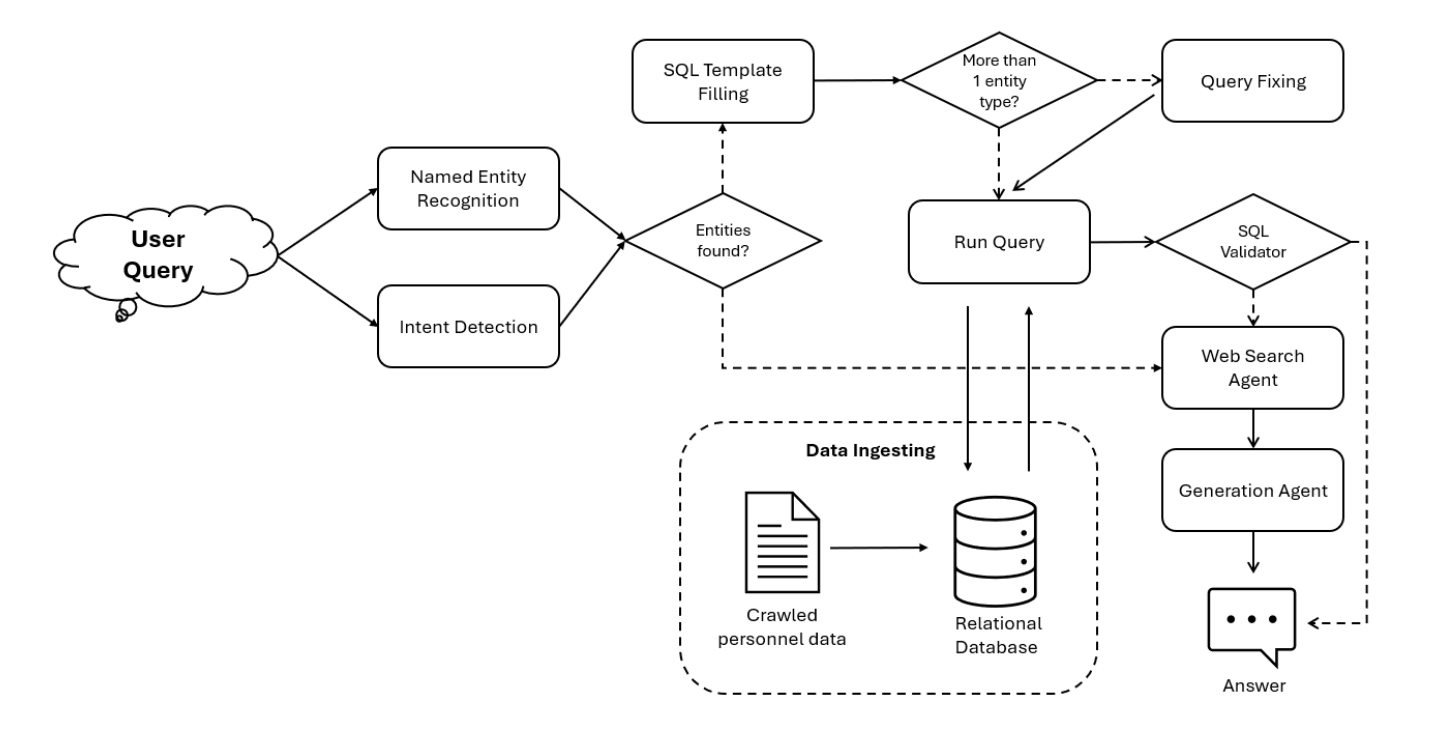 User
Query
Named Entity
Recognition
Intent Detection
Entities
found?
SQL Template
Filling
More than
1 entity
type?
Query Fixing
Run Query
SQL
Validator
Web Search
Agent
Generation Agent
Answer
Data Ingesting
Crawled
personnel data
Relational
Database